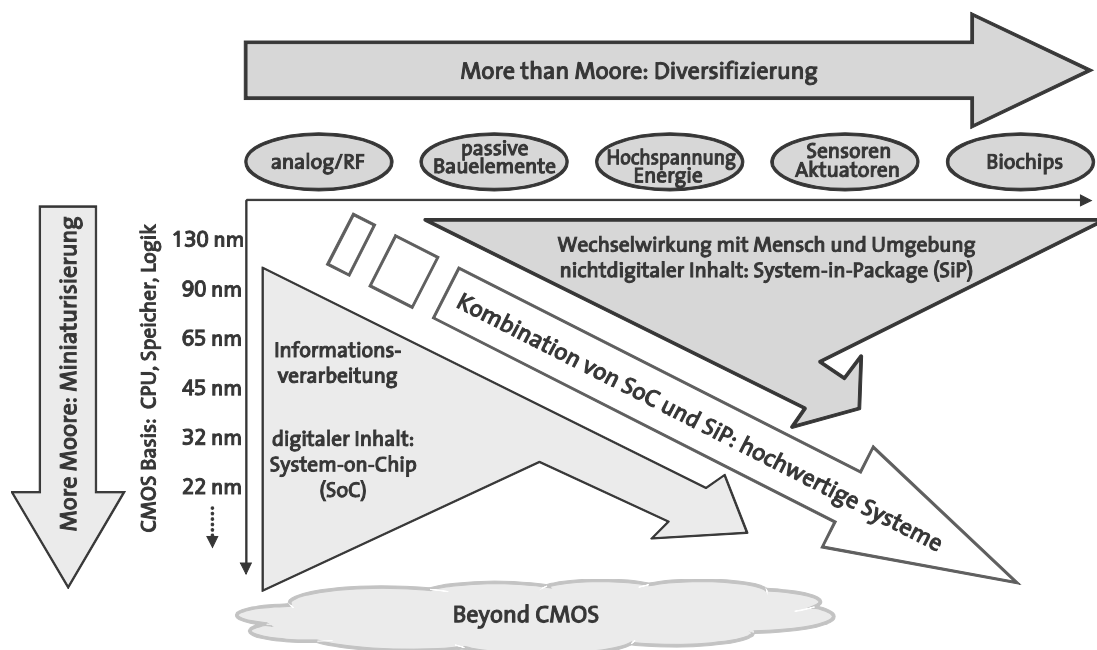 More than Moore: Diversifizierung
analog/RF
passive
Bauelemente
Hochspannung
Energie
Sensoren
Aktuatoren
Biochips
More Moore: Miniaturisierung
CMOS Basis: CPU, Speicher, Logik
130 nm
90 nm
65 nm
45 nm
32 nm
22 nm
Wechselwirkung mit Mensch und Umgebung
nichtdigitaler Inhalt: System-in-Package (SiP)
Kombination von SoC und SiP: hochwertige Systeme
Informations-
verarbeitung
digitaler Inhalt:
System-on-Chip
(SoC)
Beyond CMOS